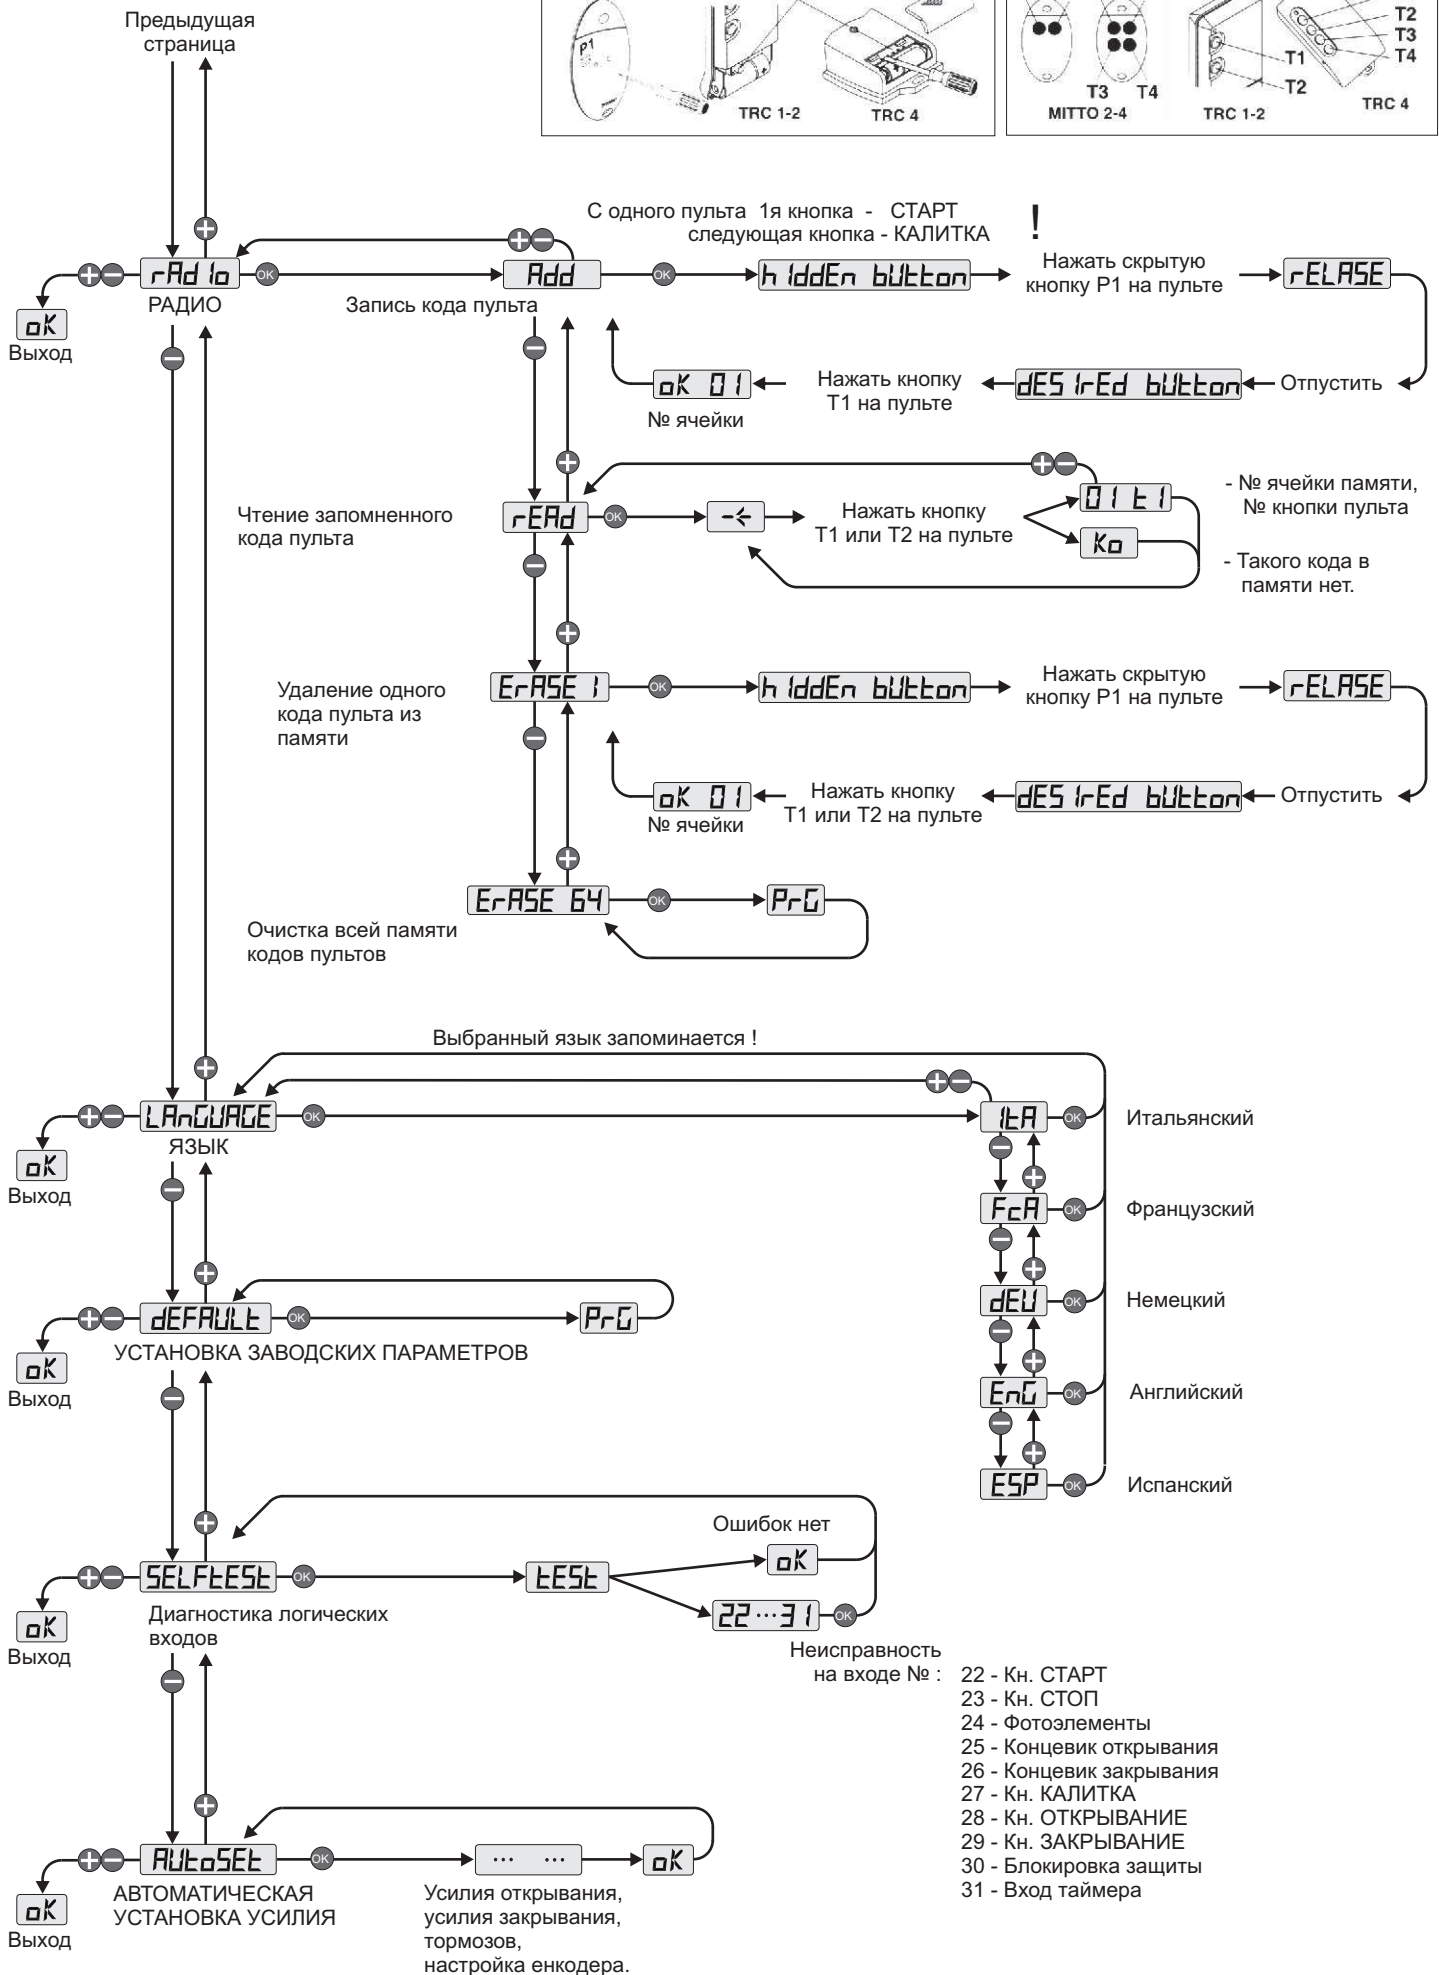 Предыдущая
страница
P1
TRC 1-2
TRC 4
T3 T4
MITTO 2-4
T1
T2
TRC 1-2
T2
T3
T4
TRC 4
С одного пульта 1я кнопка - СТАРТ
следующая кнопка - КАЛИТКА
!
rAdIo
OK
Add
OK
hIddEn bUtton
Нажать скрытую
кнопку P1 на пульте
rELASE
РАДИО
Запись кода пульта
oK
Выход
oK 01
Нажать кнопку
T1 на пульте
dESIrEd bUtton
Отпустить
№ ячейки
Чтение запомненного
кода пульта
rEAd
OK
Нажать кнопку
T1 или T2 на пульте
01 t1
Ko
- № ячейки памяти,
№ кнопки пульта
- Такого кода в
памяти нет.
Удаление одного
кода пульта из
памяти
ErASE 1
OK
hIddEn bUtton
Нажать скрытую
кнопку P1 на пульте
rELASE
oK 01
Нажать кнопку
T1 или T2 на пульте
dESIrEd bUtton
Отпустить
№ ячейки
ErASE 64
OK
PrG
Очистка всей памяти
кодов пультов
Выбранный язык запоминается !
LAnGUAGE
OK
ItA
OK
Итальянский
ЯЗЫК
oK
Выход
FcA
OK
Французский
dEU
OK
Немецкий
EnG
OK
Английский
ESP
OK
Испанский
dEFAULt
OK
PrG
УСТАНОВКА ЗАВОДСКИХ ПАРАМЕТРОВ
oK
Выход
Ошибок нет
SELFtESt
OK
tESt
oK
22 ··· 31
OK
Диагностика логических
входов
oK
Выход
Неисправность
на входе № :
22 - Кн. СТАРТ
23 - Кн. СТОП
24 - Фотоэлементы
25 - Концевик открывания
26 - Концевик закрывания
27 - Кн. КАЛИТКА
28 - Кн. ОТКРЫВАНИЕ
29 - Кн. ЗАКРЫВАНИЕ
30 - Блокировка защиты
31 - Вход таймера
AUtoSEt
OK
··· ···
oK
АВТОМАТИЧЕСКАЯ
УСТАНОВКА УСИЛИЯ
oK
Выход
Усилия открывания,
усилия закрывания,
тормозов,
настройка енкодера.